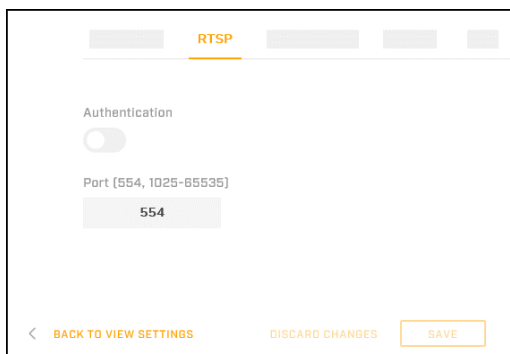 RTSP
Authentication
Port (554, 1025-65535)
554
BACK TO VIEW SETTINGS DISCARD CHANGES SAVE